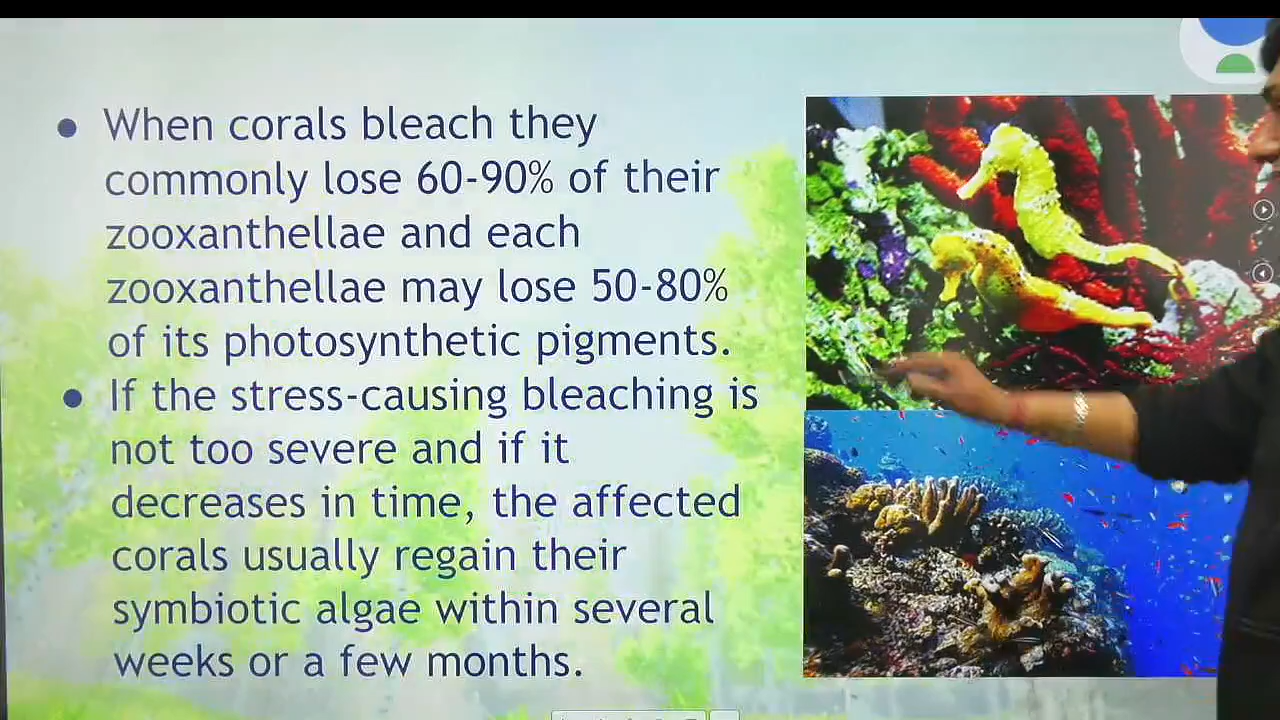 • When corals bleach they
commonly lose 60-90% of their
zooxanthellae and each
zooxanthellae may lose 50-80%
of its photosynthetic pigments.
• If the stress-causing bleaching is
not too severe and if it
decreases in time, the affected
corals usually regain their
symbiotic algae within several
weeks or a few months.